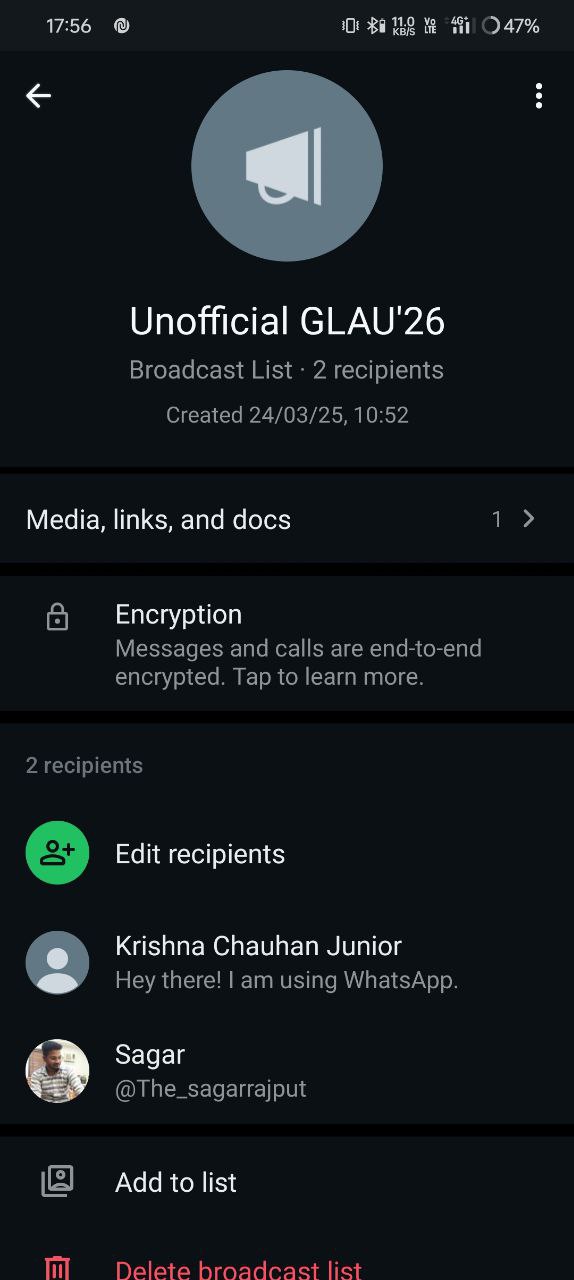 17:56
11.0 KB/S Vo LTE 4G+ 47%
Unofficial GLAU'26
Broadcast List · 2 recipients
Created 24/03/25, 10:52
Media, links, and docs 1
Encryption
Messages and calls are end-to-end
encrypted. Tap to learn more.
2 recipients
Edit recipients
Krishna Chauhan Junior
Hey there! I am using WhatsApp.
Sagar
@The_sagarrajput
Add to list
Delete broadcast list